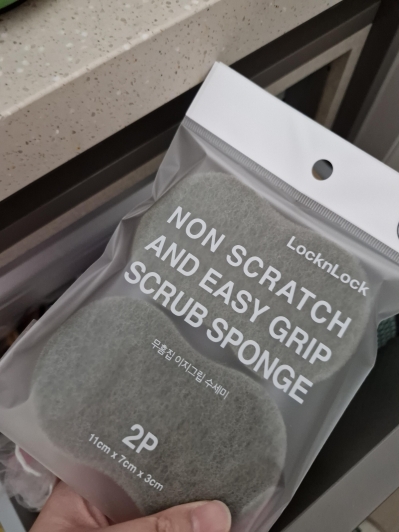 LocknLock
NON SCRATCH
AND EASY GRIP
SCRUB SPONGE
무흠집 이지그립 수세미
2P
11cm x 7cm x 3cm